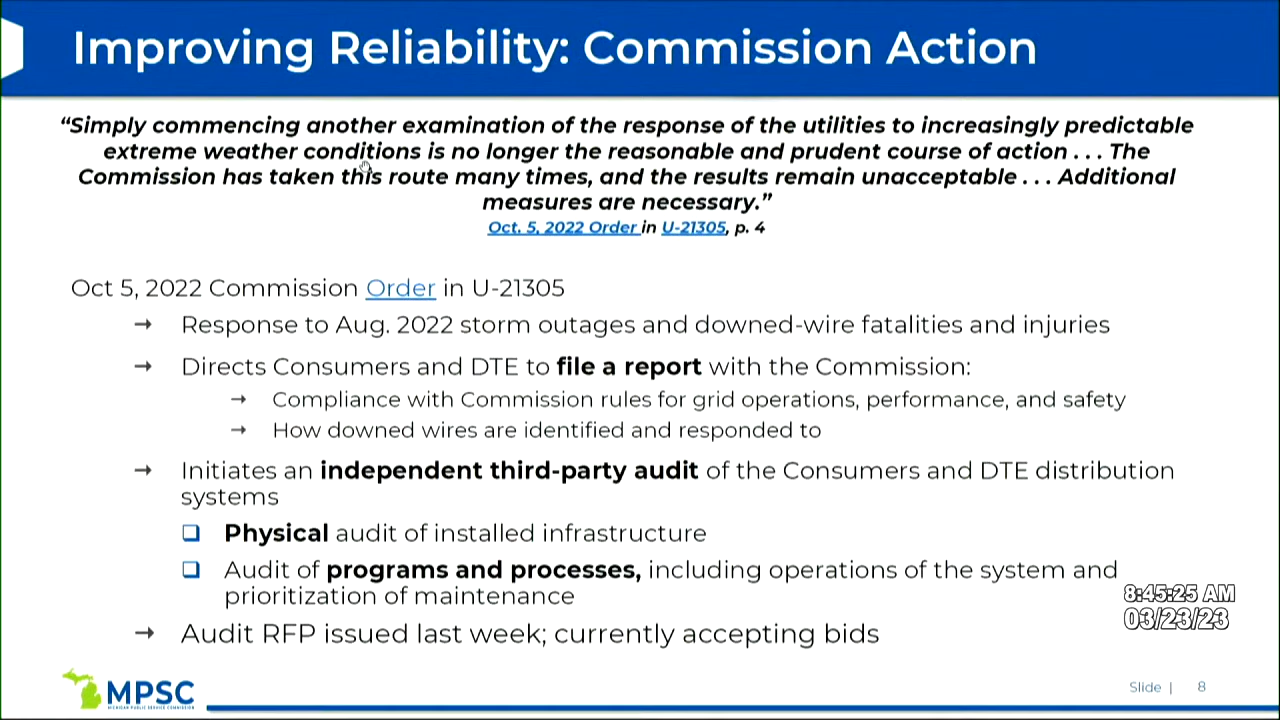 Improving Reliability: Commission Action
“Simply commencing another examination of the response of the utilities to increasingly predictable
extreme weather conditions is no longer the reasonable and prudent course of action . . . The
Commission has taken this route many times, and the results remain unacceptable . . . Additional
measures are necessary.”
Oct. 5, 2022 Order in U-21305, p. 4
Oct 5, 2022 Commission Order in U-21305
→ Response to Aug. 2022 storm outages and downed-wire fatalities and injuries
→ Directs Consumers and DTE to file a report with the Commission:
→ Compliance with Commission rules for grid operations, performance, and safety
→ How downed wires are identified and responded to
→ Initiates an independent third-party audit of the Consumers and DTE distribution
systems
❑ Physical audit of installed infrastructure
❑ Audit of programs and processes, including operations of the system and
prioritization of maintenance
→ Audit RFP issued last week; currently accepting bids
8:45:25 AM
03/23/23
MPSC
MICHIGAN PUBLIC SERVICE COMMISSION
Slide | 8